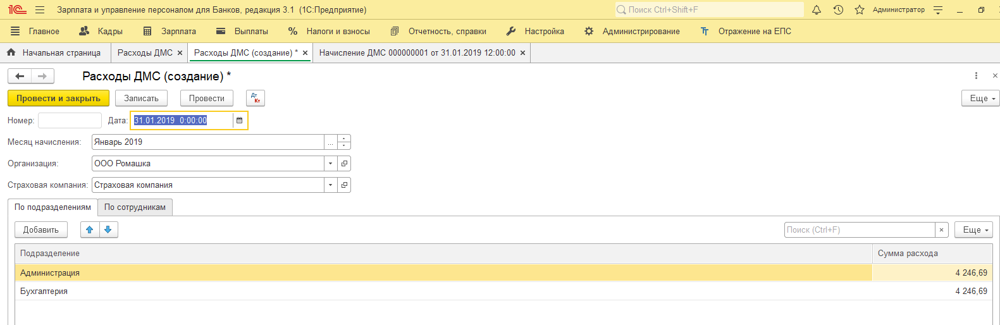 1С Зарплата и управление персоналом для Банков, редакция 3.1 (1С:Предприятие) Поиск Ctrl+Shift+F Администратор
Главное Кадры Зарплата Выплаты % Налоги и взносы Отчетность, справки Настройка Администрирование Тт Отражение на ЕПС
Начальная страница Расходы ДМС × Расходы ДМС (создание) * × Начисление ДМС 000000001 от 31.01.2019 12:00:00 ×
Расходы ДМС (создание) *
Провести и закрыть Записать Провести Дт Кт Еще
Номер: Дата: 31.01.2019 0:00:00
Месяц начисления: Январь 2019 ...
Организация: ООО Ромашка
Страховая компания: Страховая компания
По подразделениям По сотрудникам
Добавить Поиск (Ctrl+F) × Еще
Подразделение Сумма расхода
Администрация 4 246,69
Бухгалтерия 4 246,69